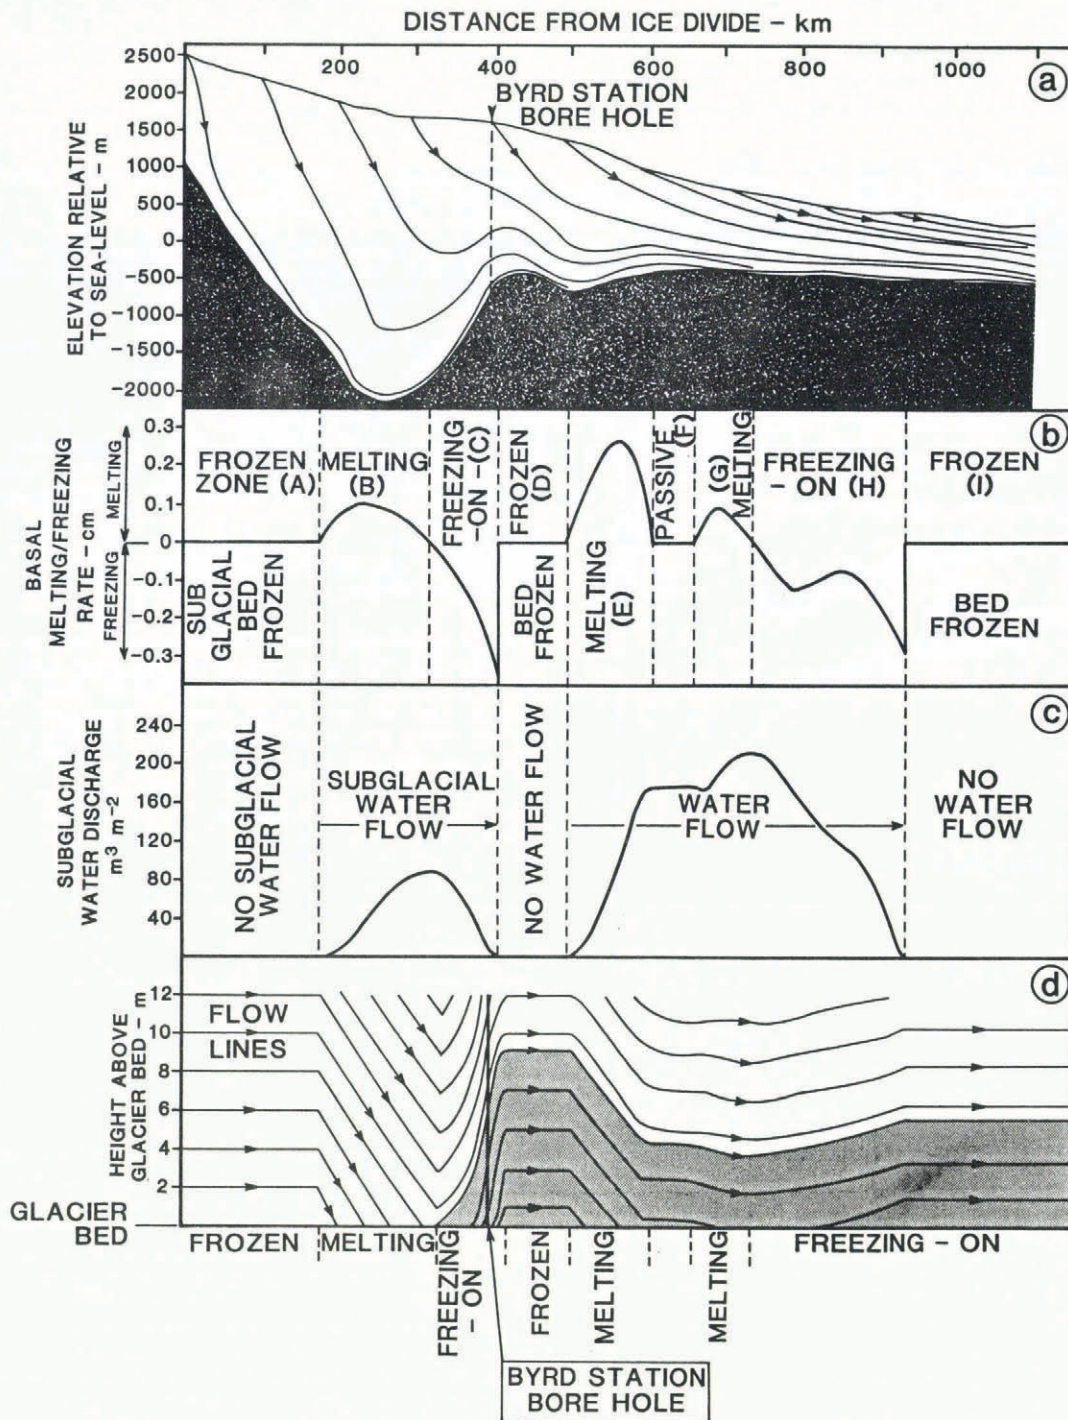 DISTANCE FROM ICE DIVIDE – km
200 400 600 800 1000
a
BYRD STATION
BORE HOLE
ELEVATION RELATIVE
TO SEA-LEVEL – m
2500
2000
1500
1000
500
0
-500
-1000
-1500
-2000
b
BASAL
MELTING/FREEZING
RATE – cm
FREEZING
MELTING
0.3
0.2
0.1
0
-0.1
-0.2
-0.3
FROZEN
ZONE (A)
MELTING
(B)
FREEZING
-ON -(C)
FROZEN
(D)
MELTING
(E)
PASSIVE
(F)
(G)
MELTING
FREEZING
-ON (H)
FROZEN
(I)
SUB
GLACIAL
BED
FROZEN
BED
FROZEN
BED
FROZEN
c
SUBGLACIAL
WATER DISCHARGE
m³ m⁻²
240
200
160
120
80
40
NO SUBGLACIAL
WATER FLOW
SUBGLACIAL
WATER
FLOW
NO WATER FLOW
WATER
FLOW
NO
WATER
FLOW
d
HEIGHT ABOVE
GLACIER BED – m
12
10
8
6
4
2
FLOW
LINES
GLACIER
BED
FROZEN
MELTING
FREEZING
- ON
FROZEN
MELTING
MELTING
FREEZING – ON
BYRD STATION
BORE HOLE